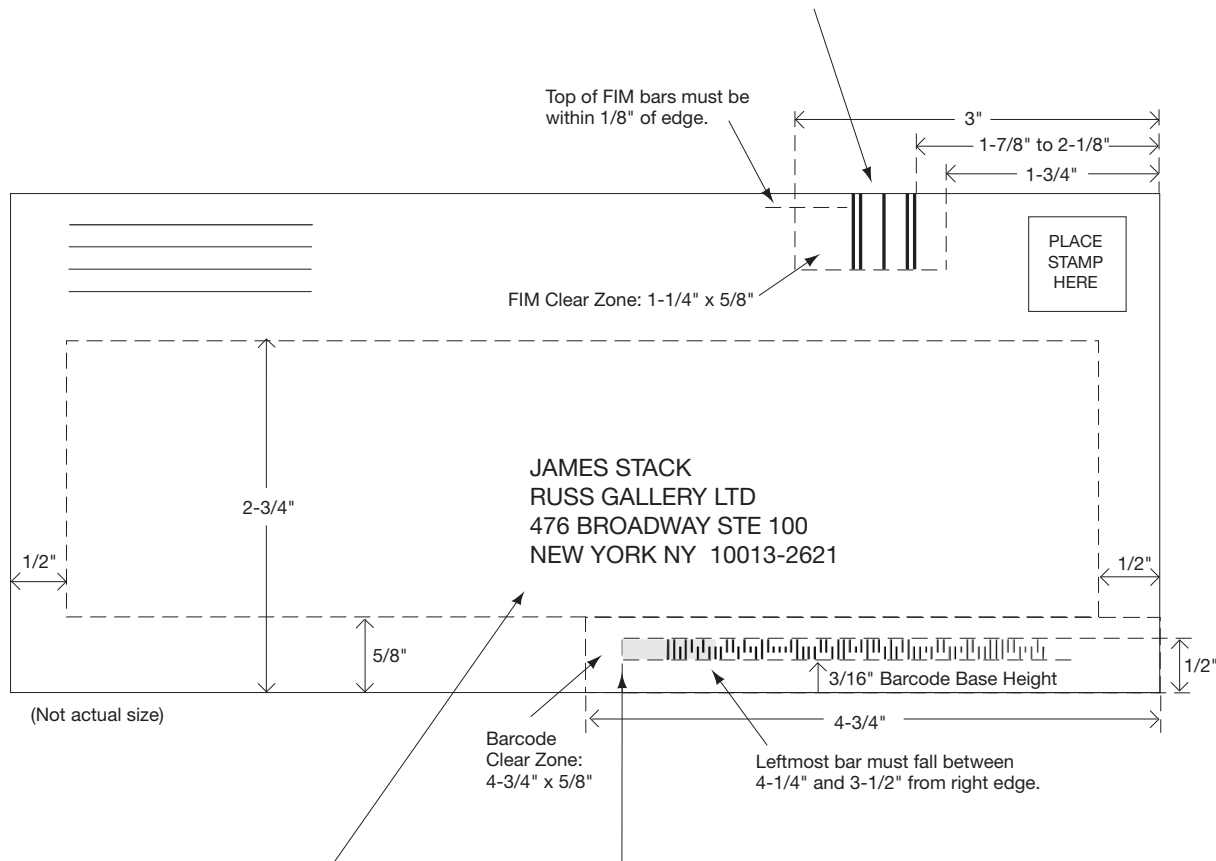 Top of FIM bars must be
within 1/8" of edge.
3"
1-7/8" to 2-1/8"
1-3/4"
PLACE
STAMP
HERE
FIM Clear Zone: 1-1/4" x 5/8"
2-3/4"
JAMES STACK
RUSS GALLERY LTD
476 BROADWAY STE 100
NEW YORK NY  10013-2621
1/2"
1/2"
5/8"
3/16" Barcode Base Height
1/2"
(Not actual size)
4-3/4"
Barcode
Clear Zone:
4-3/4" x 5/8"
Leftmost bar must fall between
4-1/4" and 3-1/2" from right edge.